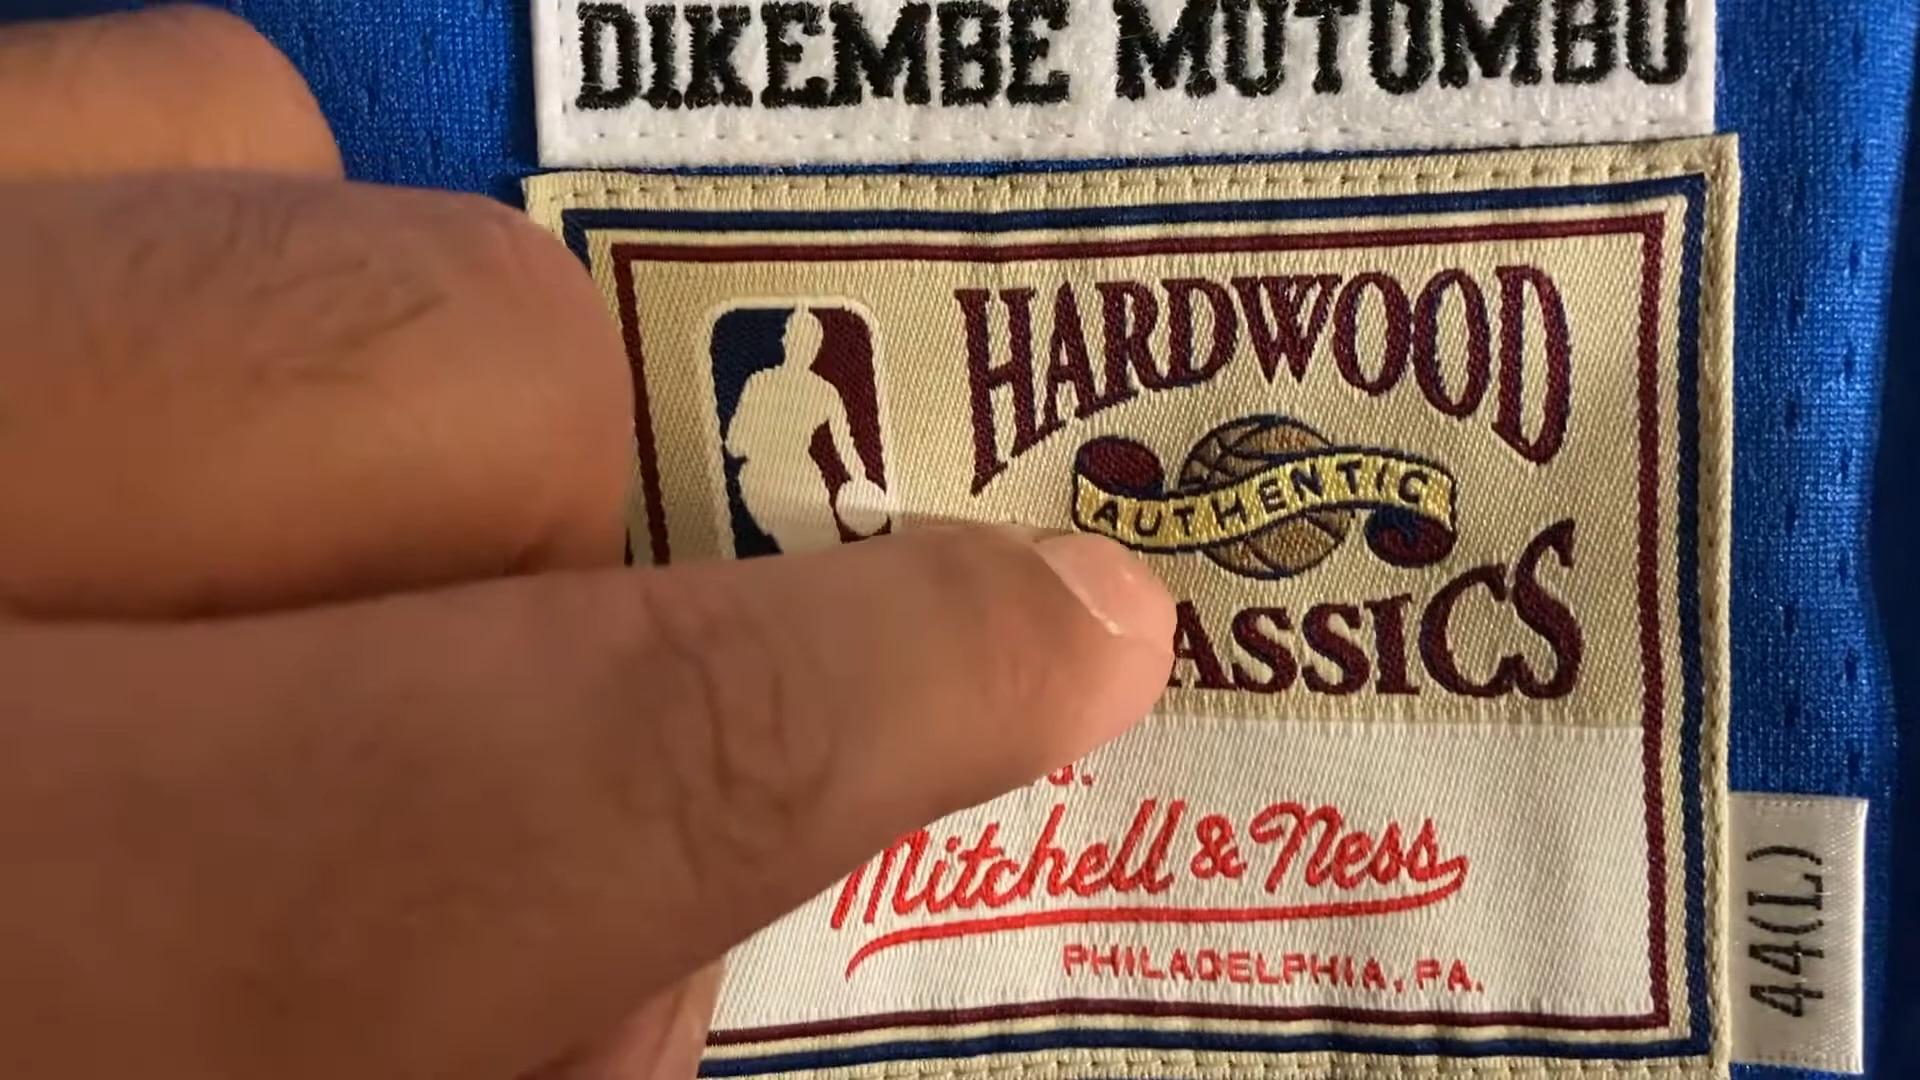 DIKEMBE MUTOMBO
HARDWOOD
AUTHENTIC
ASSICS
Mitchell & Ness
PHILADELPHIA, PA.
44(L)